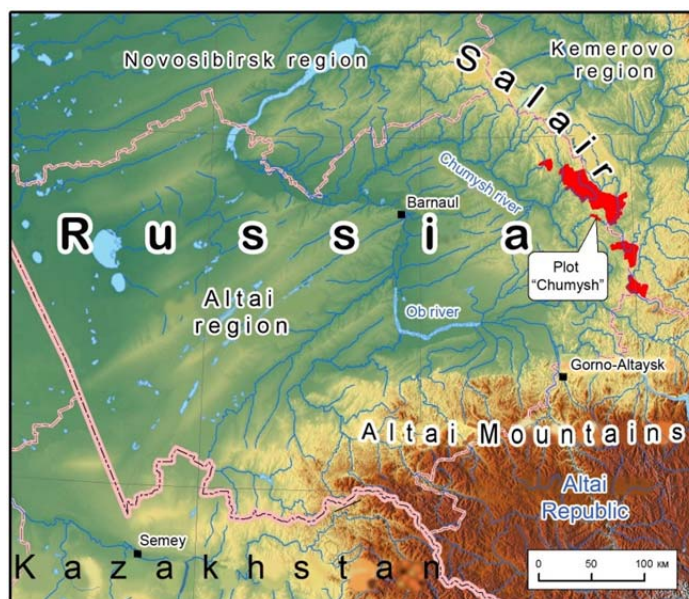 Novosibirsk region
Kemerovo
region
Salair
Chumysh river
Barnaul
Russia
Plot
"Chumysh"
Altai
region
Ob river
Gorno-Altaysk
Altai Mountains
Altai
Republic
Semey
Kazakhstan
0 50 100 км